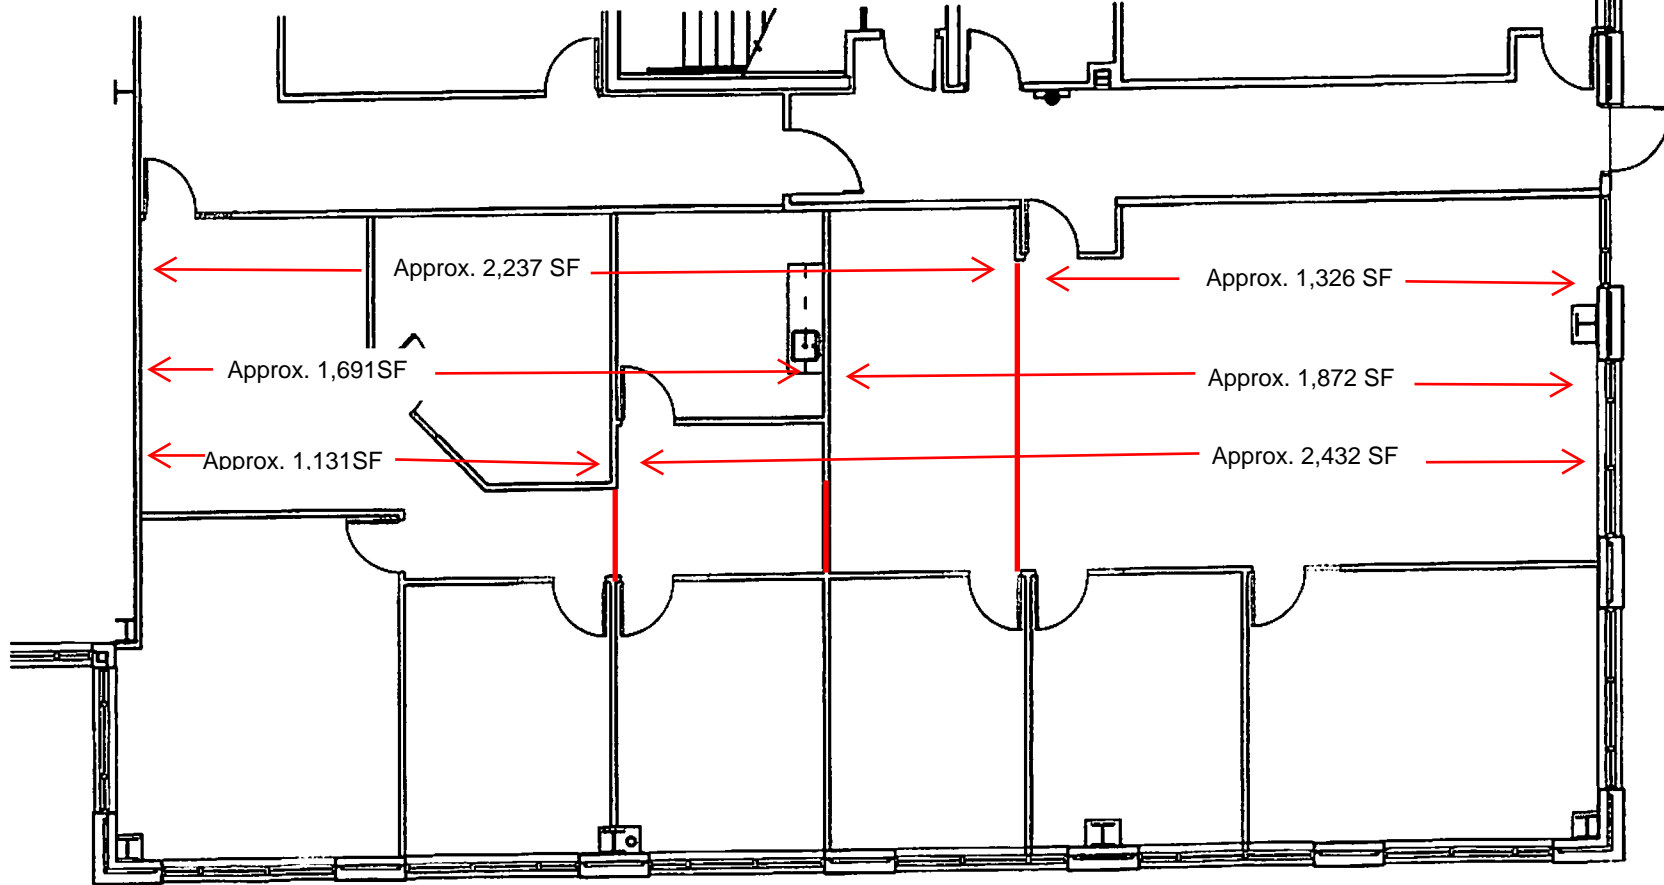 Approx. 2,237 SF
Approx. 1,326 SF
Approx. 1,691SF
Approx. 1,872 SF
Approx. 1,131SF
Approx. 2,432 SF